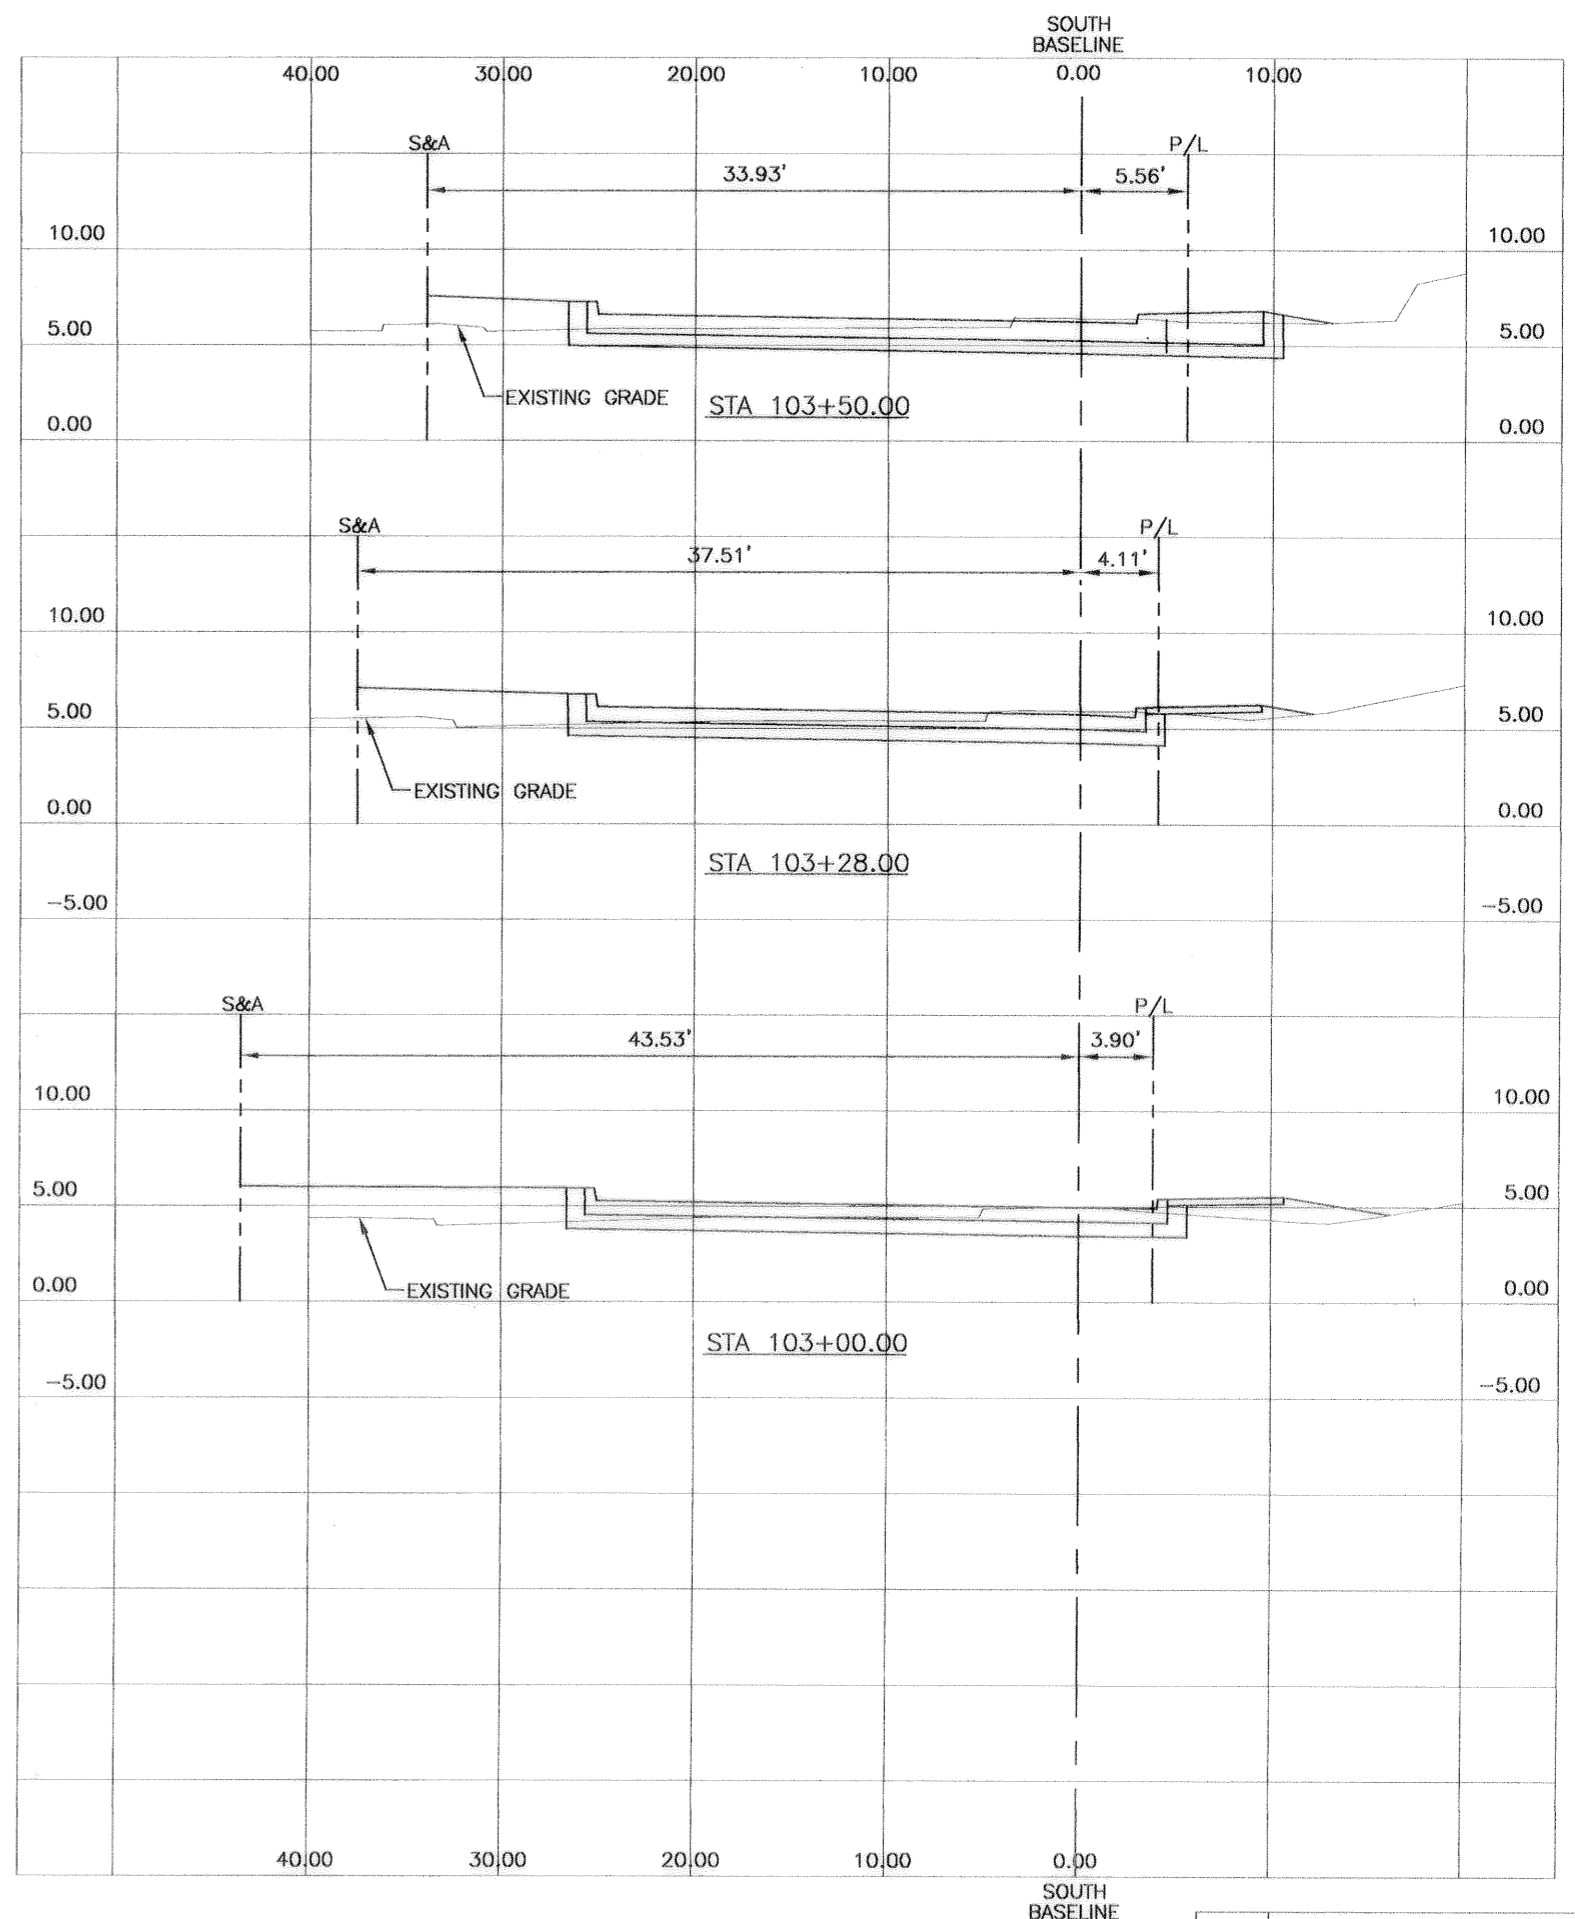 SOUTH
BASELINE
40.00 30.00 20.00 10.00 0.00 10.00
S&A P/L
33.93' 5.56'
10.00 10.00
5.00 5.00
EXISTING GRADE
STA 103+50.00
0.00 0.00
S&A P/L
37.51' 4.11'
10.00 10.00
5.00 5.00
EXISTING GRADE
0.00 0.00
STA 103+28.00
-5.00 -5.00
S&A P/L
43.53' 3.90'
10.00 10.00
5.00 5.00
0.00 0.00
EXISTING GRADE
STA 103+00.00
-5.00 -5.00
40.00 30.00 20.00 10.00 0.00
SOUTH
BASELINE